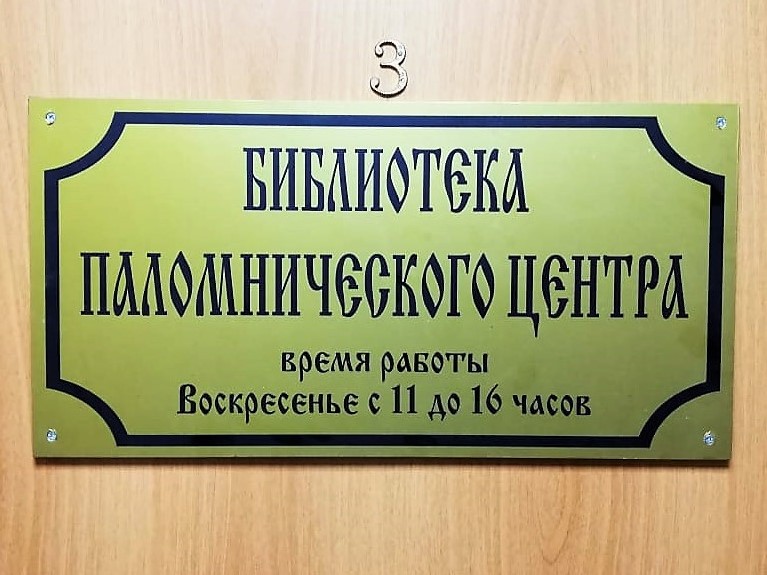 3
БИБЛИОТЕКА
ПАЛОМНИЧЕСКОГО ЦЕНТРА
время работы
Воскресенье с 11 до 16 часов